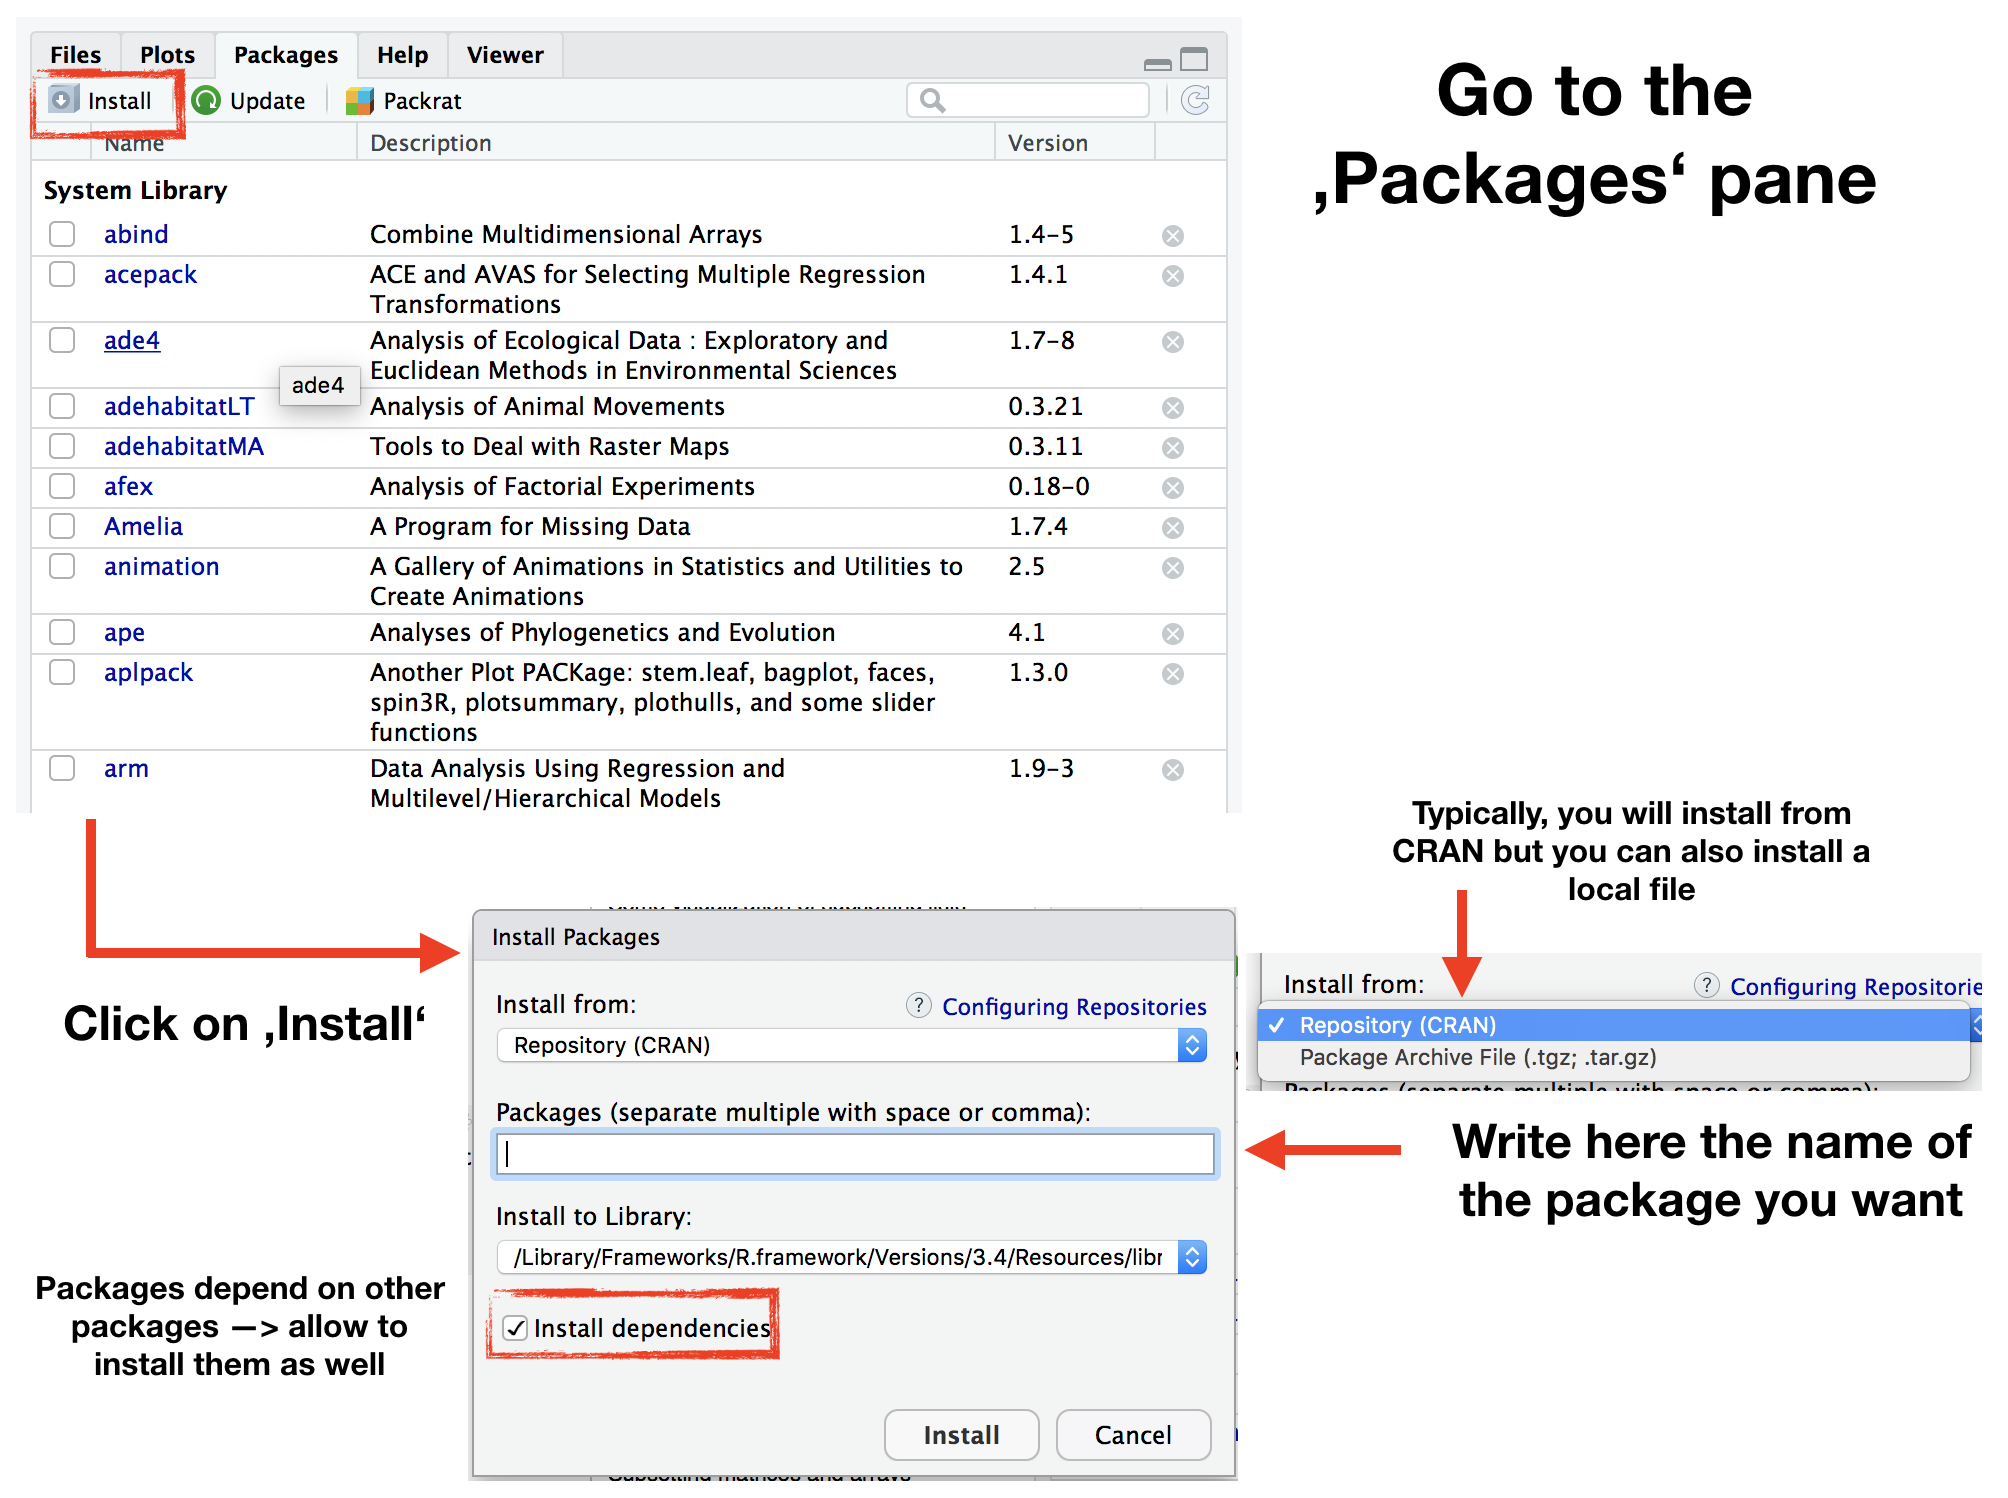 Files Plots Packages Help Viewer
Install Update Packrat
Name Description Version
System Library
abind Combine Multidimensional Arrays 1.4-5
acepack ACE and AVAS for Selecting Multiple Regression 1.4.1
Transformations
ade4 Analysis of Ecological Data : Exploratory and 1.7-8
Euclidean Methods in Environmental Sciences
ade4
adehabitatLT Analysis of Animal Movements 0.3.21
adehabitatMA Tools to Deal with Raster Maps 0.3.11
afex Analysis of Factorial Experiments 0.18-0
Amelia A Program for Missing Data 1.7.4
animation A Gallery of Animations in Statistics and Utilities to 2.5
Create Animations
ape Analyses of Phylogenetics and Evolution 4.1
aplpack Another Plot PACKage: stem.leaf, bagplot, faces, 1.3.0
spin3R, plotsummary, plothulls, and some slider
functions
arm Data Analysis Using Regression and 1.9-3
Multilevel/Hierarchical Models
Go to the
‚Packages‘ pane
Click on ‚Install‘
Install Packages
Install from:
? Configuring Repositories
Repository (CRAN)
Packages (separate multiple with space or comma):
Install to Library:
/Library/Frameworks/R.framework/Versions/3.4/Resources/libr
Install dependencies
Install Cancel
Subsetting matrices and arrays
Typically, you will install from
CRAN but you can also install a
local file
Install from:
? Configuring Repositorie
✓ Repository (CRAN)
Package Archive File (.tgz; .tar.gz)
Packages (separate multiple with space or comma):
Write here the name of
the package you want
Packages depend on other
packages —> allow to
install them as well